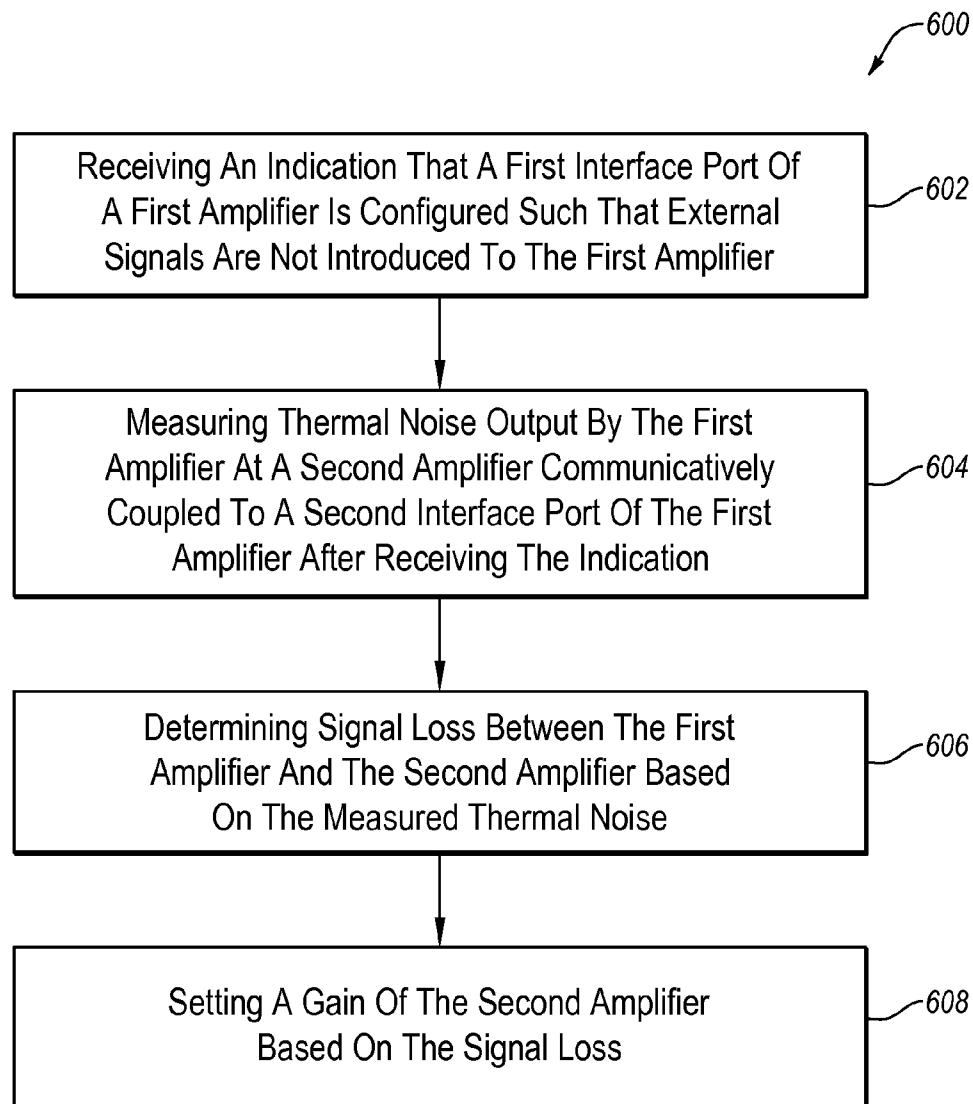 600
Receiving An Indication That A First Interface Port Of
A First Amplifier Is Configured Such That External
Signals Are Not Introduced To The First Amplifier
602
Measuring Thermal Noise Output By The First
Amplifier At A Second Amplifier Communicatively
Coupled To A Second Interface Port Of The First
Amplifier After Receiving The Indication
604
Determining Signal Loss Between The First
Amplifier And The Second Amplifier Based
On The Measured Thermal Noise
606
Setting A Gain Of The Second Amplifier
Based On The Signal Loss
608